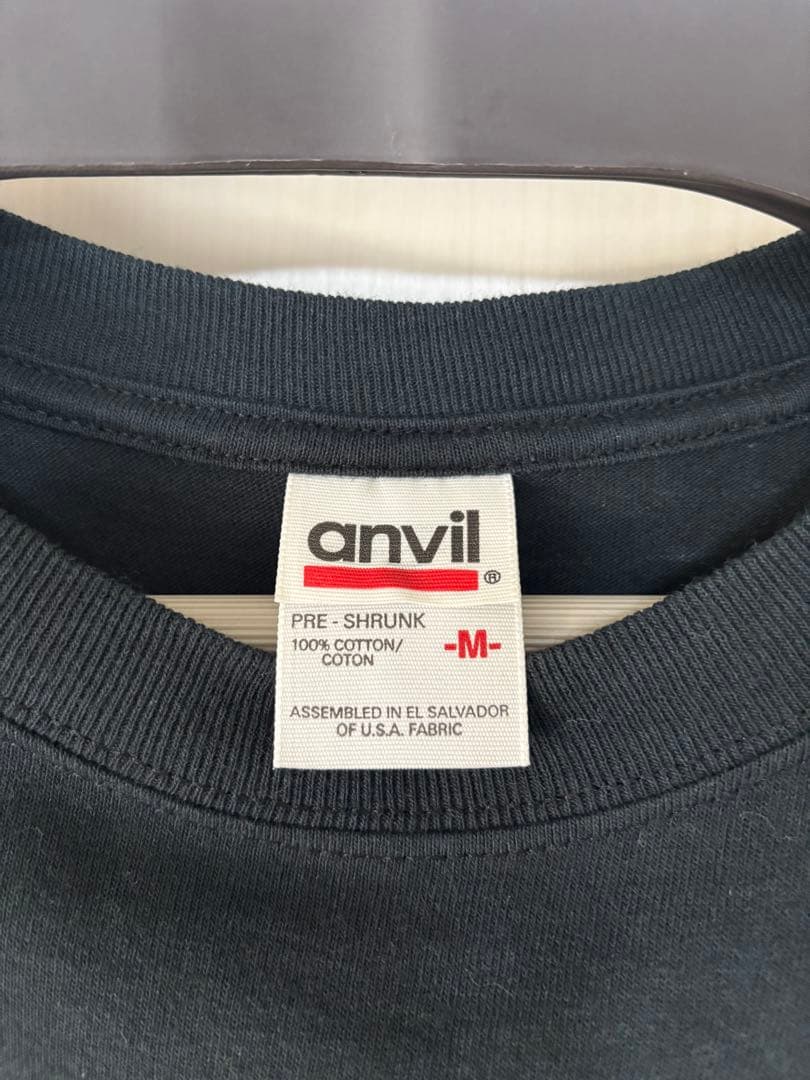 anvil
®
PRE - SHRUNK
100% COTTON/
COTON
-M-
ASSEMBLED IN EL SALVADOR
OF U.S.A. FABRIC